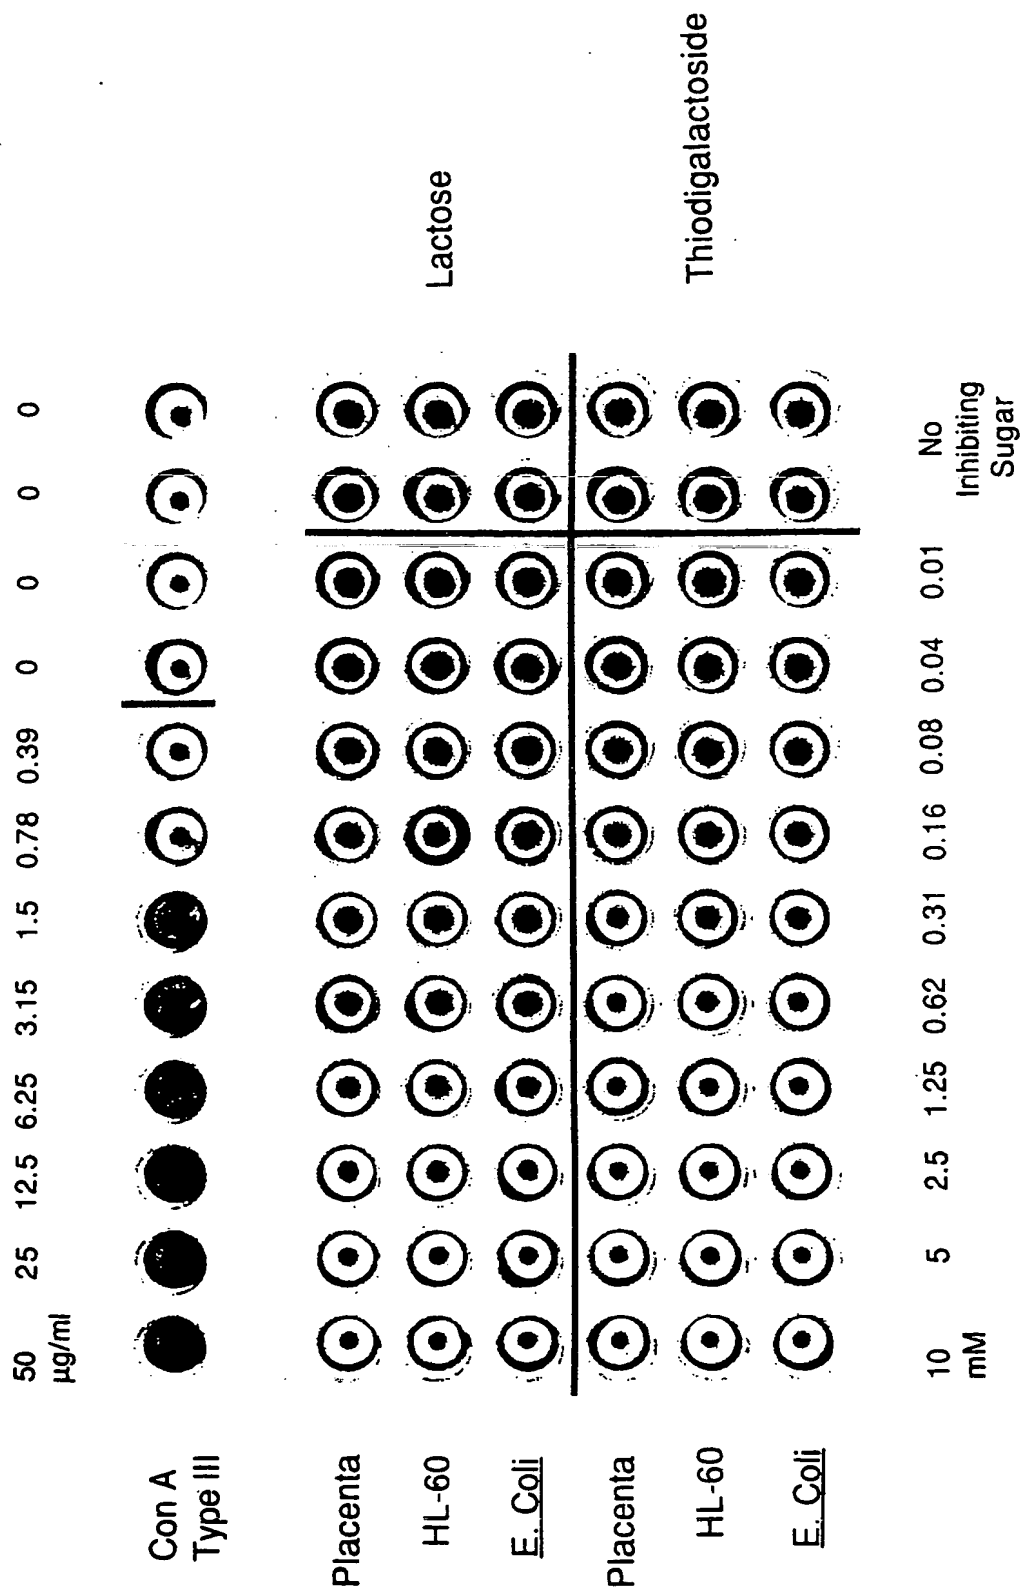 50 25 12.5 6.25 3.15 1.5 0.78 0.39 0 0 0 0
µg/ml
Con A
Type III
Placenta
HL-60
Lactose
E. Coli
Placenta
HL-60
Thiodigalactoside
E. Coli
10 5 2.5 1.25 0.62 0.31 0.16 0.08 0.04 0.01 No
mM Inhibiting
Sugar